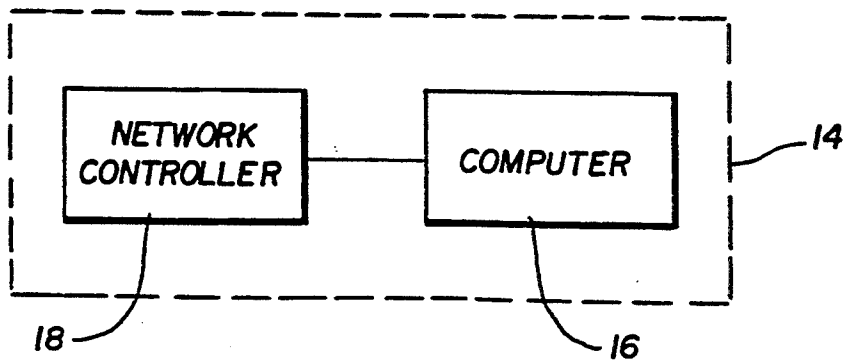 NETWORK
CONTROLLER
COMPUTER
14
18
16